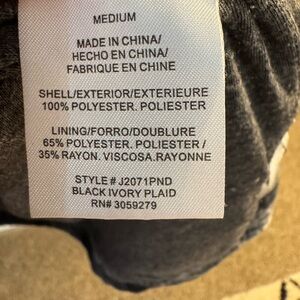 MEDIUM
MADE IN CHINA/
HECHO EN CHINA/
FABRIQUE EN CHINE
SHELL/EXTERIOR/EXTERIEURE
100% POLYESTER. POLIESTER
LINING/FORRO/DOUBLURE
65% POLYESTER. POLIESTER /
35% RAYON. VISCOSA.RAYONNE
STYLE # J2071PND
BLACK IVORY PLAID
RN# 3059279